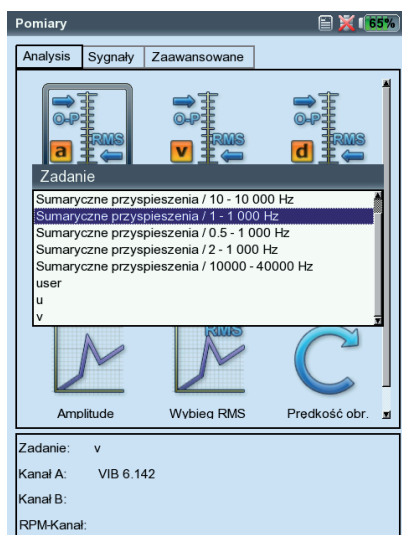 Pomiary 65%
Analysis Sygnały Zaawansowane
O-P O-P O-P
RMS RMS RMS
a v d
Zadanie
Sumaryczne przyspieszenia / 10 - 10 000 Hz
Sumaryczne przyspieszenia / 1 - 1 000 Hz
Sumaryczne przyspieszenia / 0.5 - 1 000 Hz
Sumaryczne przyspieszenia / 2 - 1 000 Hz
Sumaryczne przyspieszenia / 10000 - 40000 Hz
user
u
v
RMS
Amplitude Wybieg RMS Prędkość obr.
Zadanie: v
Kanał A: VIB 6.142
Kanał B:
RPM-Kanał: